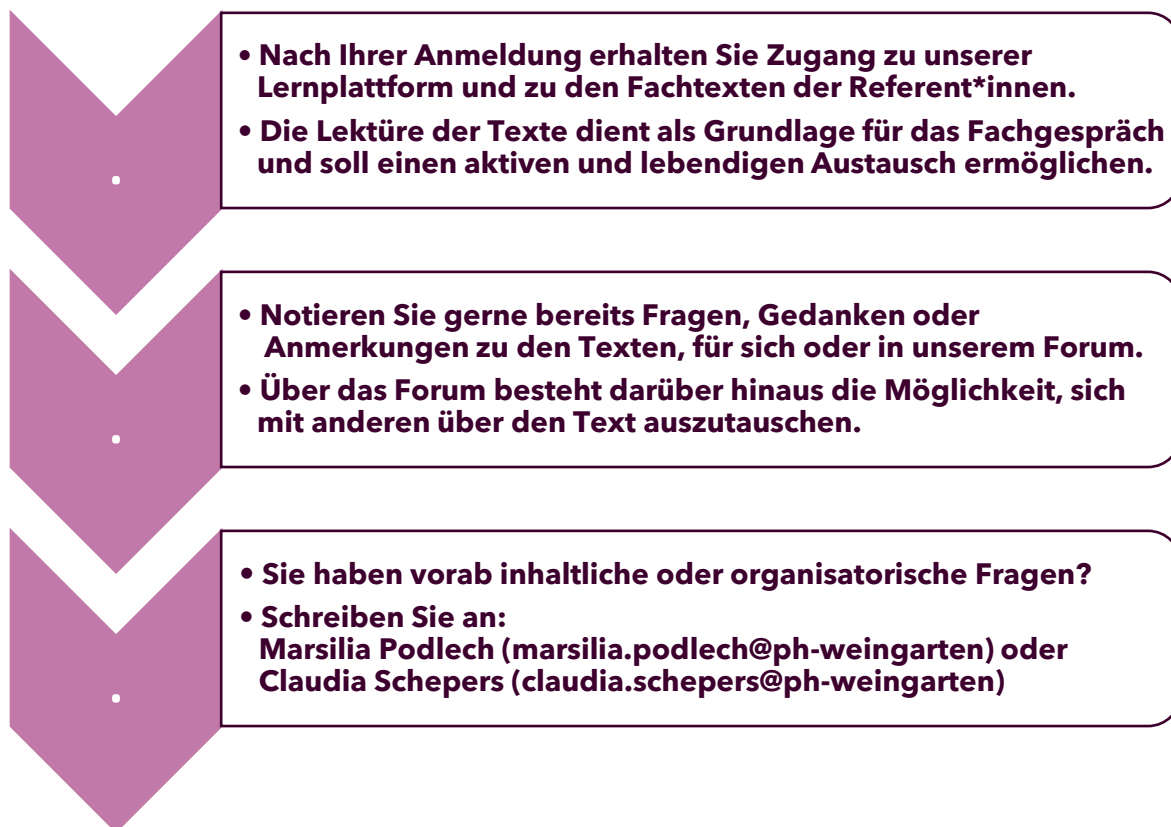 • Nach Ihrer Anmeldung erhalten Sie Zugang zu unserer
Lernplattform und zu den Fachtexten der Referent*innen.
• Die Lektüre der Texte dient als Grundlage für das Fachgespräch
und soll einen aktiven und lebendigen Austausch ermöglichen.
• Notieren Sie gerne bereits Fragen, Gedanken oder
Anmerkungen zu den Texten, für sich oder in unserem Forum.
• Über das Forum besteht darüber hinaus die Möglichkeit, sich
mit anderen über den Text auszutauschen.
• Sie haben vorab inhaltliche oder organisatorische Fragen?
• Schreiben Sie an:
Marsilia Podlech (marsilia.podlech@ph-weingarten) oder
Claudia Schepers (claudia.schepers@ph-weingarten)